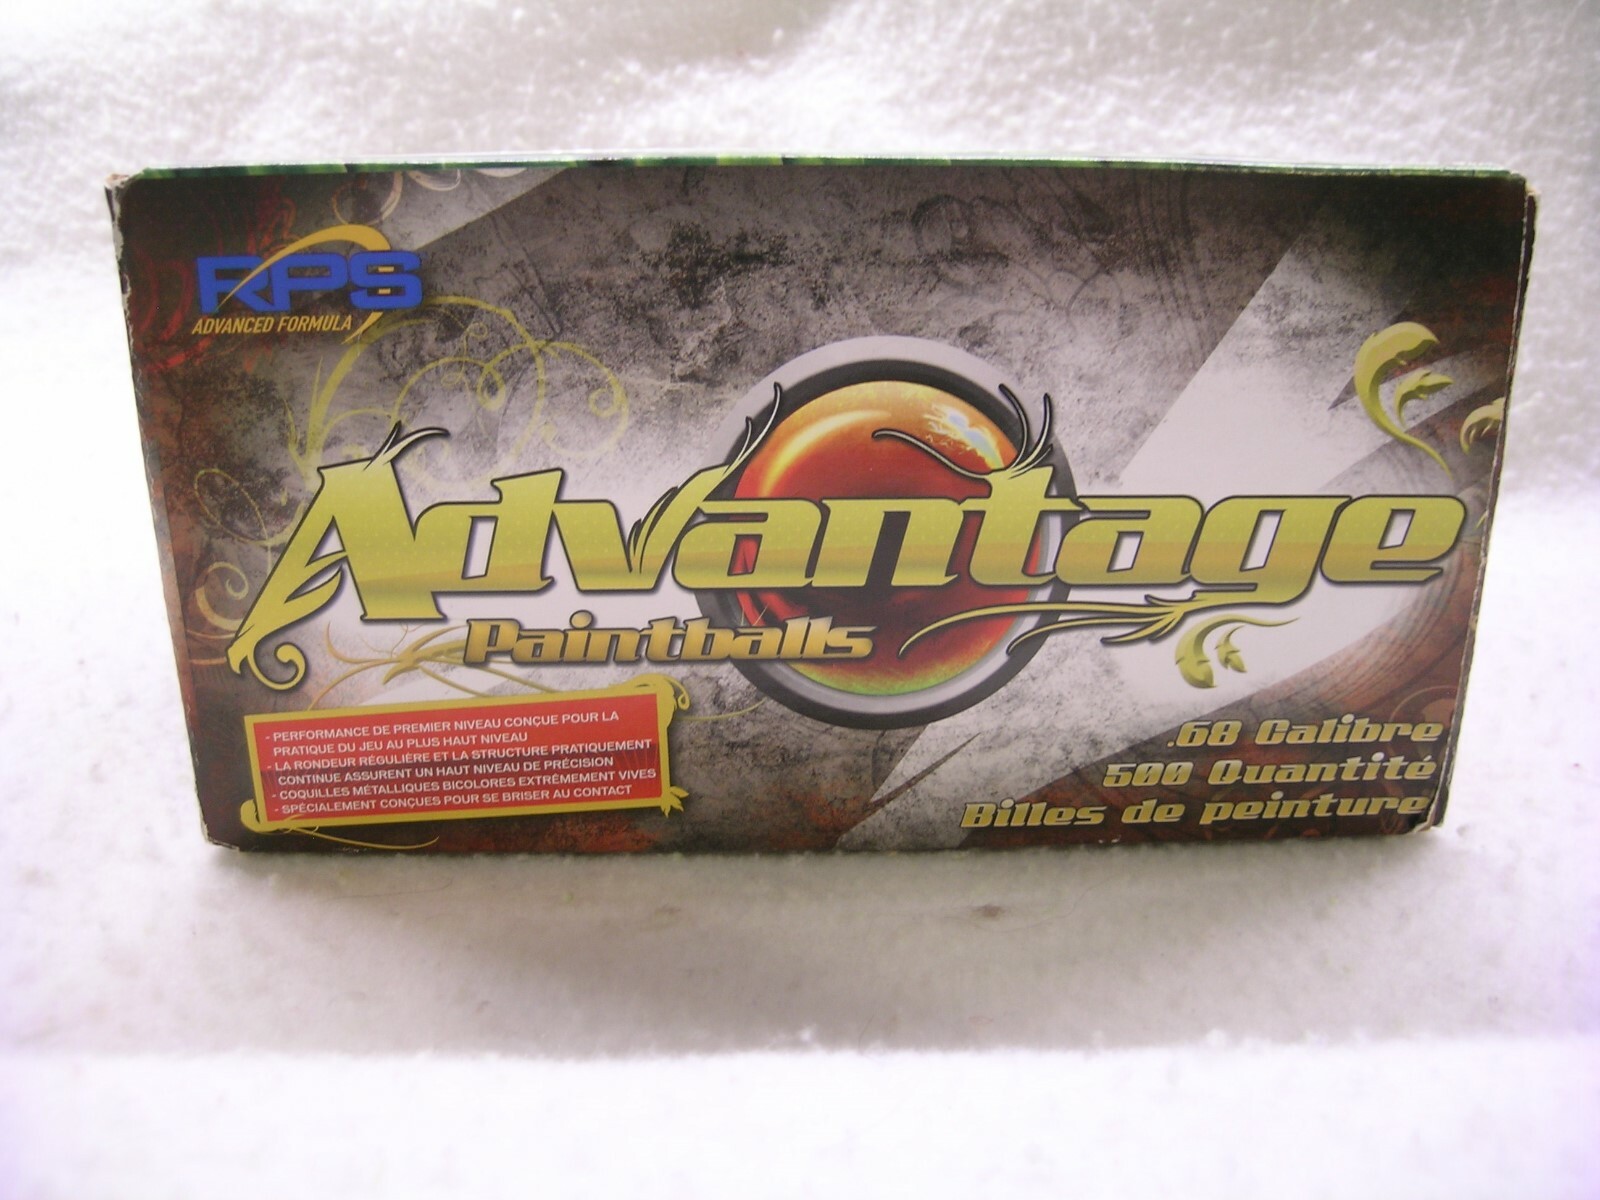 RPS
ADVANCED FORMULA
Advantage
Paintballs
- PERFORMANCE DE PREMIER NIVEAU CONÇUE POUR LA
PRATIQUE DU JEU AU PLUS HAUT NIVEAU
- LA RONDEUR RÉGULIÈRE ET LA STRUCTURE PRATIQUEMENT
CONTINUE ASSURENT UN HAUT NIVEAU DE PRÉCISION
- COQUILLES MÉTALLIQUES BICOLORES EXTRÊMEMENT VIVES
- SPÉCIALEMENT CONÇUES POUR SE BRISER AU CONTACT
.68 Calibre
500 Quantité
Billes de peinture